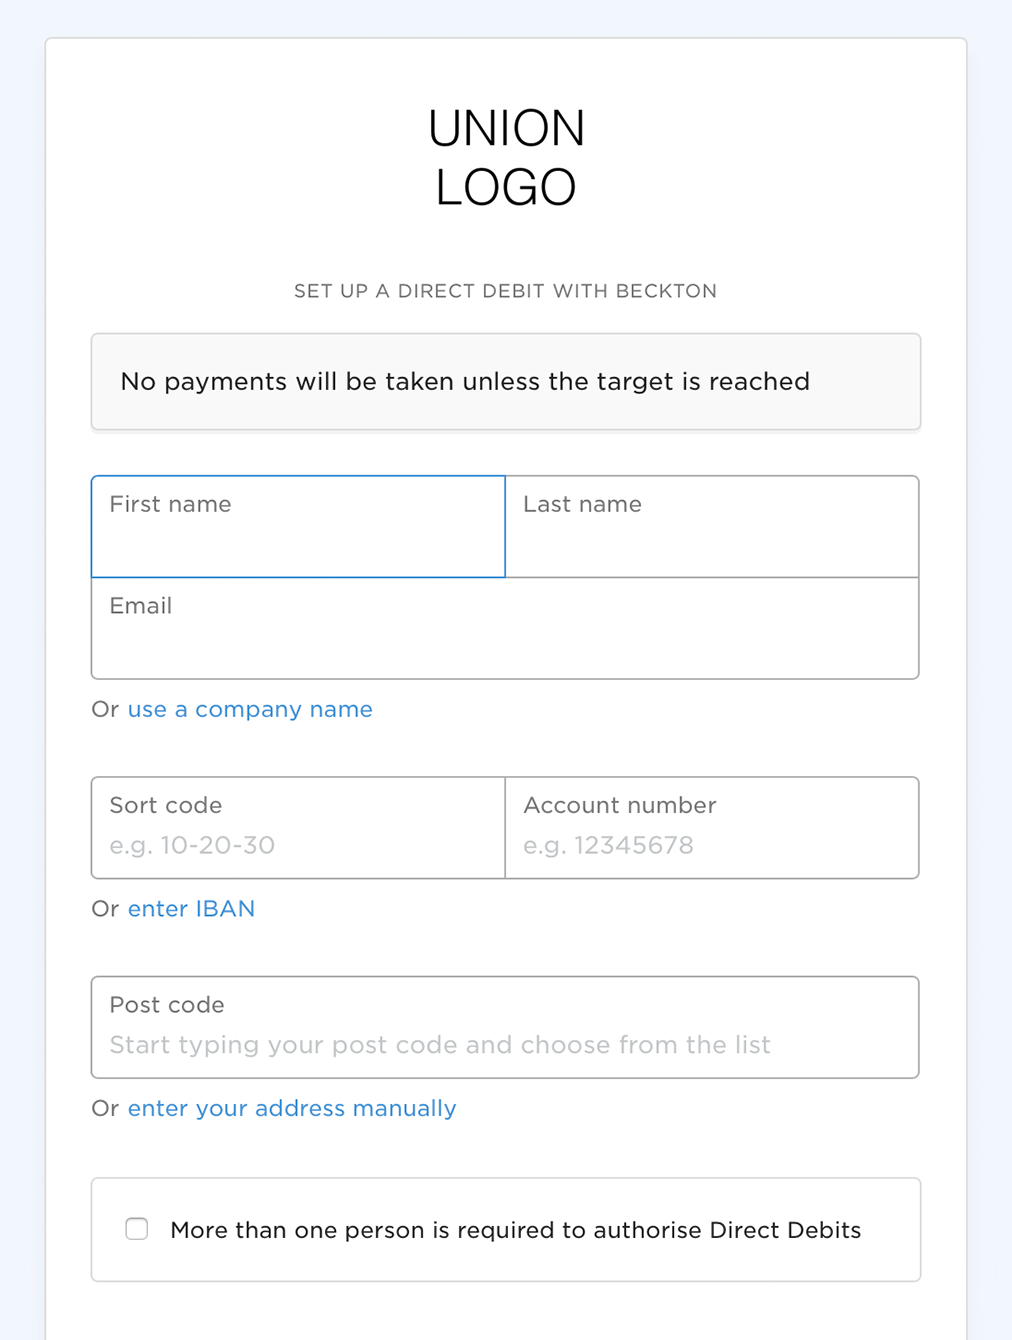 UNION
LOGO
SET UP A DIRECT DEBIT WITH BECKTON
No payments will be taken unless the target is reached
First name
Last name
Email
Or use a company name
Sort code
e.g. 10-20-30
Account number
e.g. 12345678
Or enter IBAN
Post code
Start typing your post code and choose from the list
Or enter your address manually
More than one person is required to authorise Direct Debits